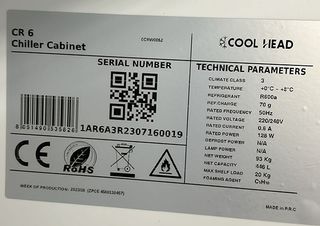 CR 6
Chiller Cabinet
COOL HEAD
SERIAL NUMBER
1AR6A3R2307160019
TECHNICAL PARAMETERS
CLIMATE CLASS 3
TEMPERATURE +0°C ~ +8°C
REFRIGERANT R600a
REF.CHARGE 70 g
RATED FREQUENCY 50Hz
RATED VOLTAGE 220/240V
RATED CURRENT 0.8 A
RATED POWER 128 W
DEFROST POWER N/A
LAMP POWER N/A
NET WEIGHT 93 Kg
NET CAPACITY 446 L
MAX SHELF LOAD 20 Kg
FOAMING AGENT C5H10
CE
RoHS
MADE IN P.R.C